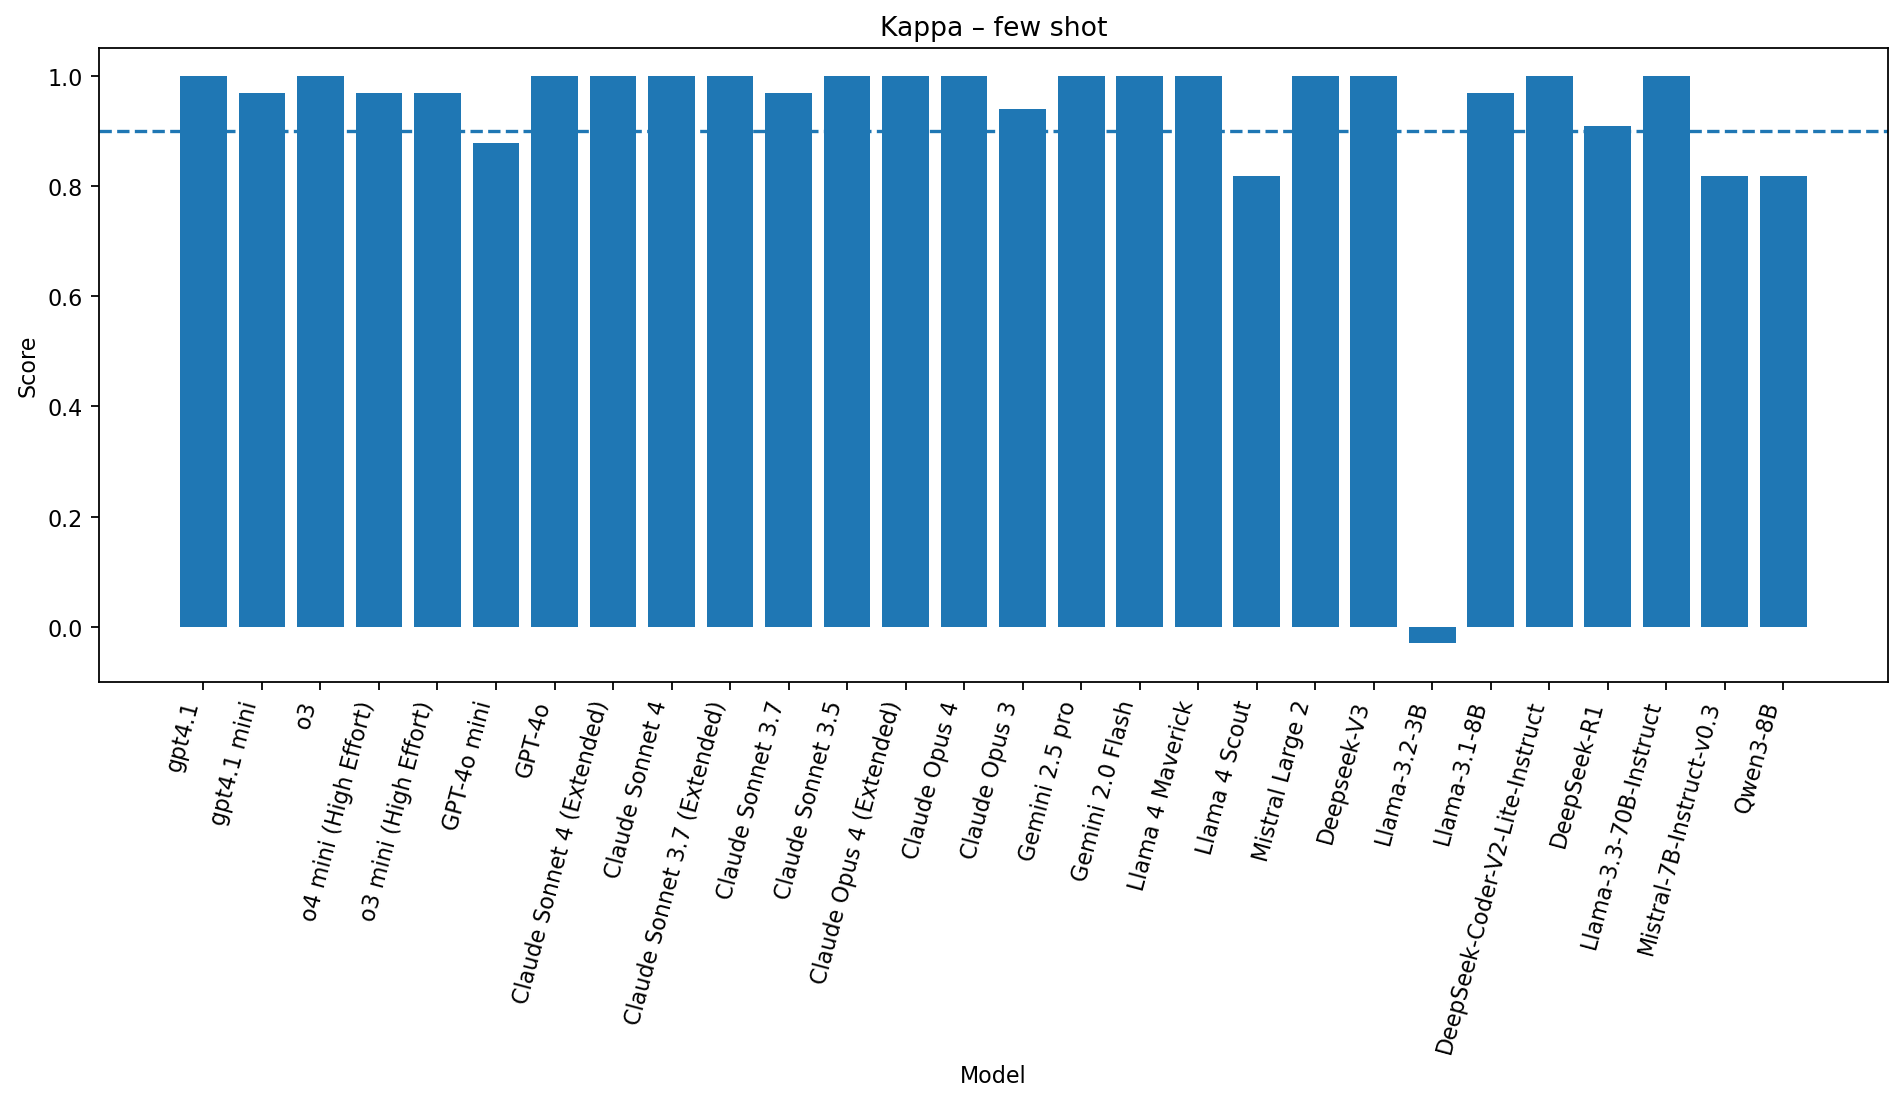 Kappa – few shot
1.0
0.8
0.6
0.4
0.2
0.0
Score
gpt4.1
gpt4.1 mini
o3
o4 mini (High Effort)
o3 mini (High Effort)
GPT-4o mini
GPT-4o
Claude Sonnet 4 (Extended)
Claude Sonnet 4
Claude Sonnet 3.7 (Extended)
Claude Sonnet 3.7
Claude Sonnet 3.5
Claude Opus 4 (Extended)
Claude Opus 4
Claude Opus 3
Gemini 2.5 pro
Gemini 2.0 Flash
Llama 4 Maverick
Llama 4 Scout
Mistral Large 2
Deepseek-V3
Llama-3.2-3B
Llama-3.1-8B
DeepSeek-Coder-V2-Lite-Instruct
DeepSeek-R1
Llama-3.3-70B-Instruct
Mistral-7B-Instruct-v0.3
Qwen3-8B
Model